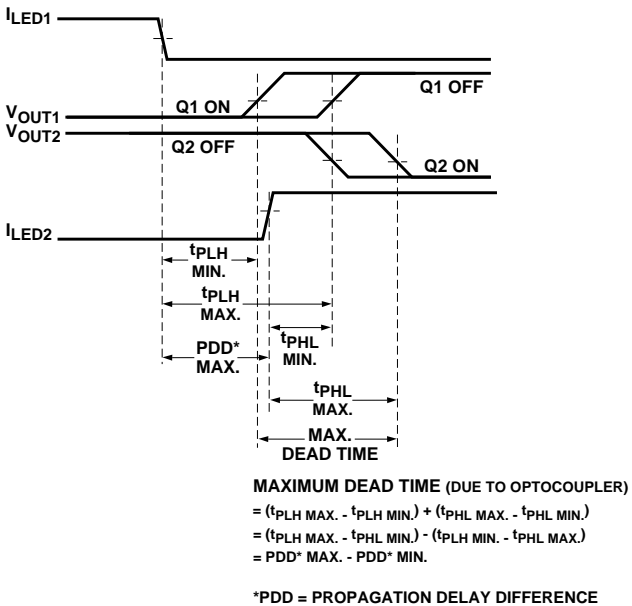 ILED1
VOUT1
Q1 ON
Q1 OFF
VOUT2
Q2 OFF
Q2 ON
ILED2
tPLH
MIN.
tPLH
MAX.
tPHL
MIN.
PDD*
MAX.
tPHL
MAX.
MAX.
DEAD TIME
MAXIMUM DEAD TIME (DUE TO OPTOCOUPLER)
= (tPLH MAX. - tPLH MIN.) + (tPHL MAX. - tPHL MIN.)
= (tPLH MAX. - tPHL MIN.) - (tPLH MIN. - tPHL MAX.)
= PDD* MAX. - PDD* MIN.
*PDD = PROPAGATION DELAY DIFFERENCE